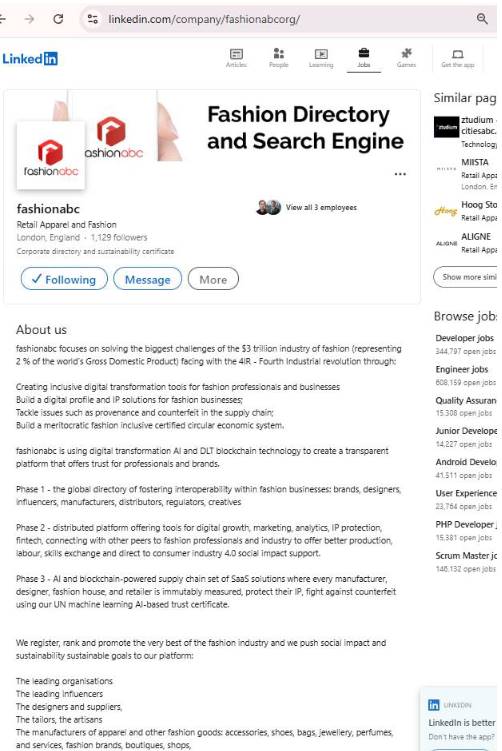 linkedin.com/company/fashionabcorg/
Linked in
Articles
People
Learning
Jobs
Games
Get the app
Fashion Directory
and Search Engine
fashionabc
fashionabc
fashionabc
Retail Apparel and Fashion
London, England · 1,129 followers
Corporate directory and sustainability certificate
View all 3 employees
Following
Message
More
About us
fashionabc focuses on solving the biggest challenges of the $3 trillion industry of fashion (representing
2 % of the world's Gross Domestic Product) facing with the 4iR - Fourth Industrial revolution through:
Creating inclusive digital transformation tools for fashion professionals and businesses
Build a digital profile and IP solutions for fashion businesses;
Tackle issues such as provenance and counterfeit in the supply chain;
Build a meritocratic fashion inclusive certified circular economic system.
fashionabc is using digital transformation AI and DLT blockchain technology to create a transparent
platform that offers trust for professionals and brands.
Phase 1 - the global directory of fostering interoperability within fashion businesses: brands, designers,
influencers, manufacturers, distributors, regulators, creatives
Phase 2 - distributed platform offering tools for digital growth, marketing, analytics, IP protection,
fintech, connecting with other peers to fashion professionals and industry to offer better production,
labour, skills exchange and direct to consumer industry 4.0 social impact support.
Phase 3 - AI and blockchain-powered supply chain set of SaaS solutions where every manufacturer,
designer, fashion house, and retailer is immutably measured, protect their IP, fight against counterfeit
using our UN machine learning AI-based trust certificate.
We register, rank and promote the very best of the fashion industry and we push social impact and
sustainability sustainable goals to our platform:
The leading organisations
The leading influencers
The designers and suppliers,
The tailors, the artisans
The manufacturers of apparel and other fashion goods: accessories, shoes, bags, jewellery, perfumes,
and services, fashion brands, boutiques, shops,
Similar pag
ztudium
ztudium -
citiesabc.
Technology
MIISTA
MIISTA
Retail Appa
London, En
Hoog
Hoog Sto
Retail Appa
ALIGNE
ALIGNE
Retail Appa
Show more simi
Browse jobs
Developer jobs
344,797 open jobs
Engineer jobs
608,159 open jobs
Quality Assuran
15,308 open jobs
Junior Develope
14,227 open jobs
Android Develo
41,511 open jobs
User Experience
23,764 open jobs
PHP Developer j
15,381 open jobs
Scrum Master jo
146,132 open jobs
in LINKEDIN
LinkedIn is better
Don't have the app?